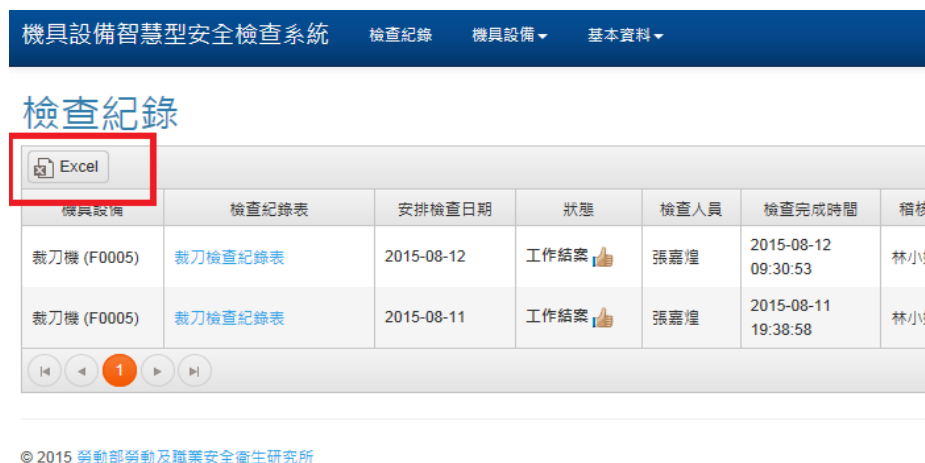 機具設備智慧型安全檢查系統 檢查紀錄 機具設備 基本資料
檢查紀錄
Excel
機具設備 檢查紀錄表 安排檢查日期 狀態 檢查人員 檢查完成時間 稽核
裁刀機 (F0005) 裁刀檢查紀錄表 2015-08-12 工作結案 張嘉煌 2015-08-12 09:30:53 林小
裁刀機 (F0005) 裁刀檢查紀錄表 2015-08-11 工作結案 張嘉煌 2015-08-11 19:38:58 林小
1
© 2015 勞動部勞動及職業安全衛生研究所